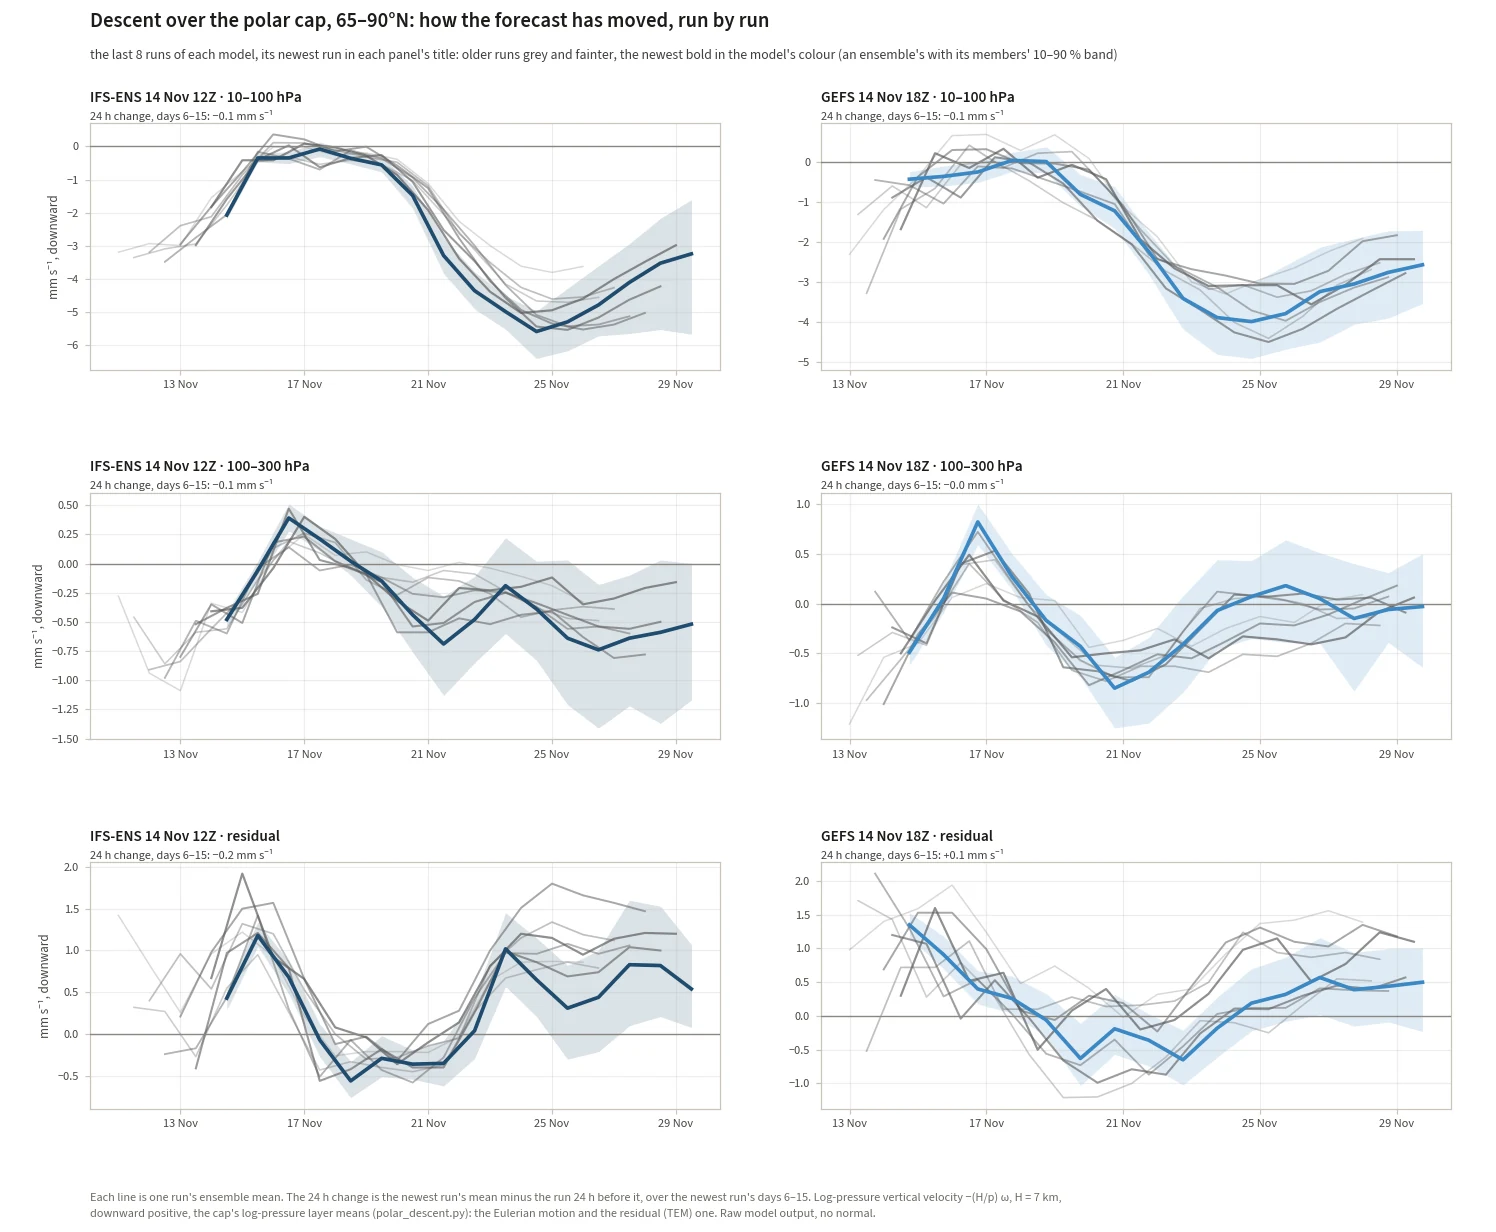 Descent over the polar cap, 65–90°N: how the forecast has moved, run by run
the last 8 runs of each model, its newest run in each panel's title: older runs grey and fainter, the newest bold in the model's colour (an ensemble's with its members' 10–90 % band)
IFS-ENS 14 Nov 12Z · 10–100 hPa
24 h change, days 6–15: −0.1 mm s⁻¹
mm s⁻¹, downward
0
−1
−2
−3
−4
−5
−6
13 Nov 17 Nov 21 Nov 25 Nov 29 Nov
GEFS 14 Nov 18Z · 10–100 hPa
24 h change, days 6–15: −0.1 mm s⁻¹
0
−1
−2
−3
−4
−5
13 Nov 17 Nov 21 Nov 25 Nov 29 Nov
IFS-ENS 14 Nov 12Z · 100–300 hPa
24 h change, days 6–15: −0.1 mm s⁻¹
mm s⁻¹, downward
0.50
0.25
0.00
−0.25
−0.50
−0.75
−1.00
−1.25
−1.50
13 Nov 17 Nov 21 Nov 25 Nov 29 Nov
GEFS 14 Nov 18Z · 100–300 hPa
24 h change, days 6–15: −0.0 mm s⁻¹
1.0
0.5
0.0
−0.5
−1.0
13 Nov 17 Nov 21 Nov 25 Nov 29 Nov
IFS-ENS 14 Nov 12Z · residual
24 h change, days 6–15: −0.2 mm s⁻¹
mm s⁻¹, downward
2.0
1.5
1.0
0.5
0.0
−0.5
13 Nov 17 Nov 21 Nov 25 Nov 29 Nov
GEFS 14 Nov 18Z · residual
24 h change, days 6–15: +0.1 mm s⁻¹
2.0
1.5
1.0
0.5
0.0
−0.5
−1.0
13 Nov 17 Nov 21 Nov 25 Nov 29 Nov
Each line is one run's ensemble mean. The 24 h change is the newest run's mean minus the run 24 h before it, over the newest run's days 6–15. Log-pressure vertical velocity −(H/p) ω, H = 7 km,
downward positive, the cap's log-pressure layer means (polar_descent.py): the Eulerian motion and the residual (TEM) one. Raw model output, no normal.